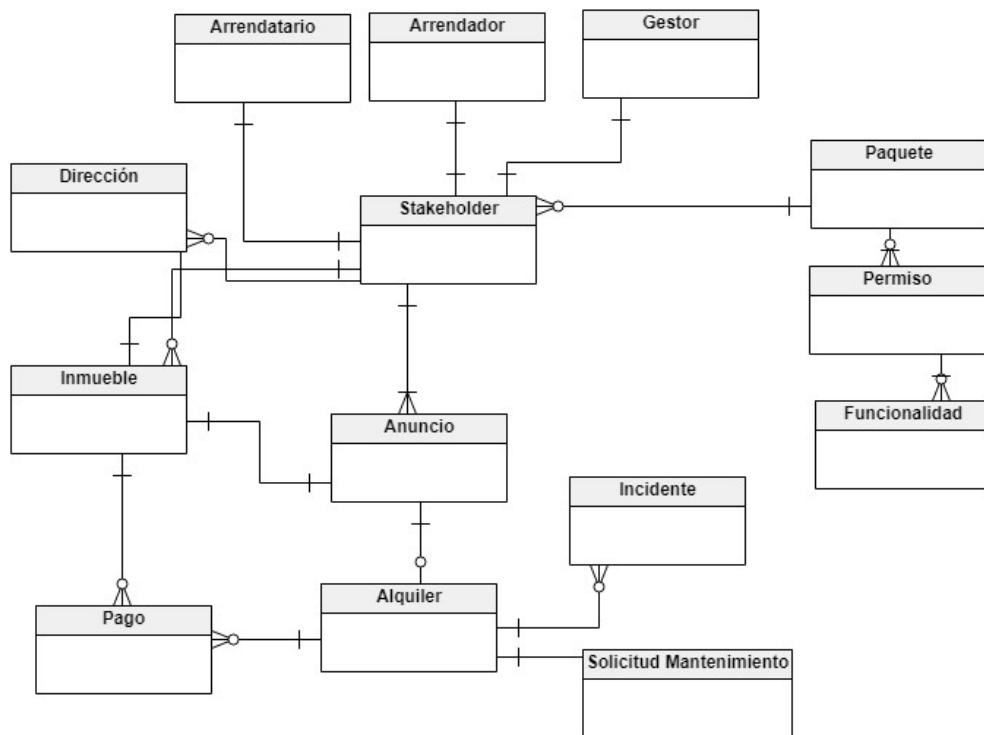 Arrendatario
Arrendador
Gestor
Paquete
Dirección
Stakeholder
Permiso
Inmueble
Funcionalidad
Anuncio
Incidente
Alquiler
Pago
Solicitud Mantenimiento